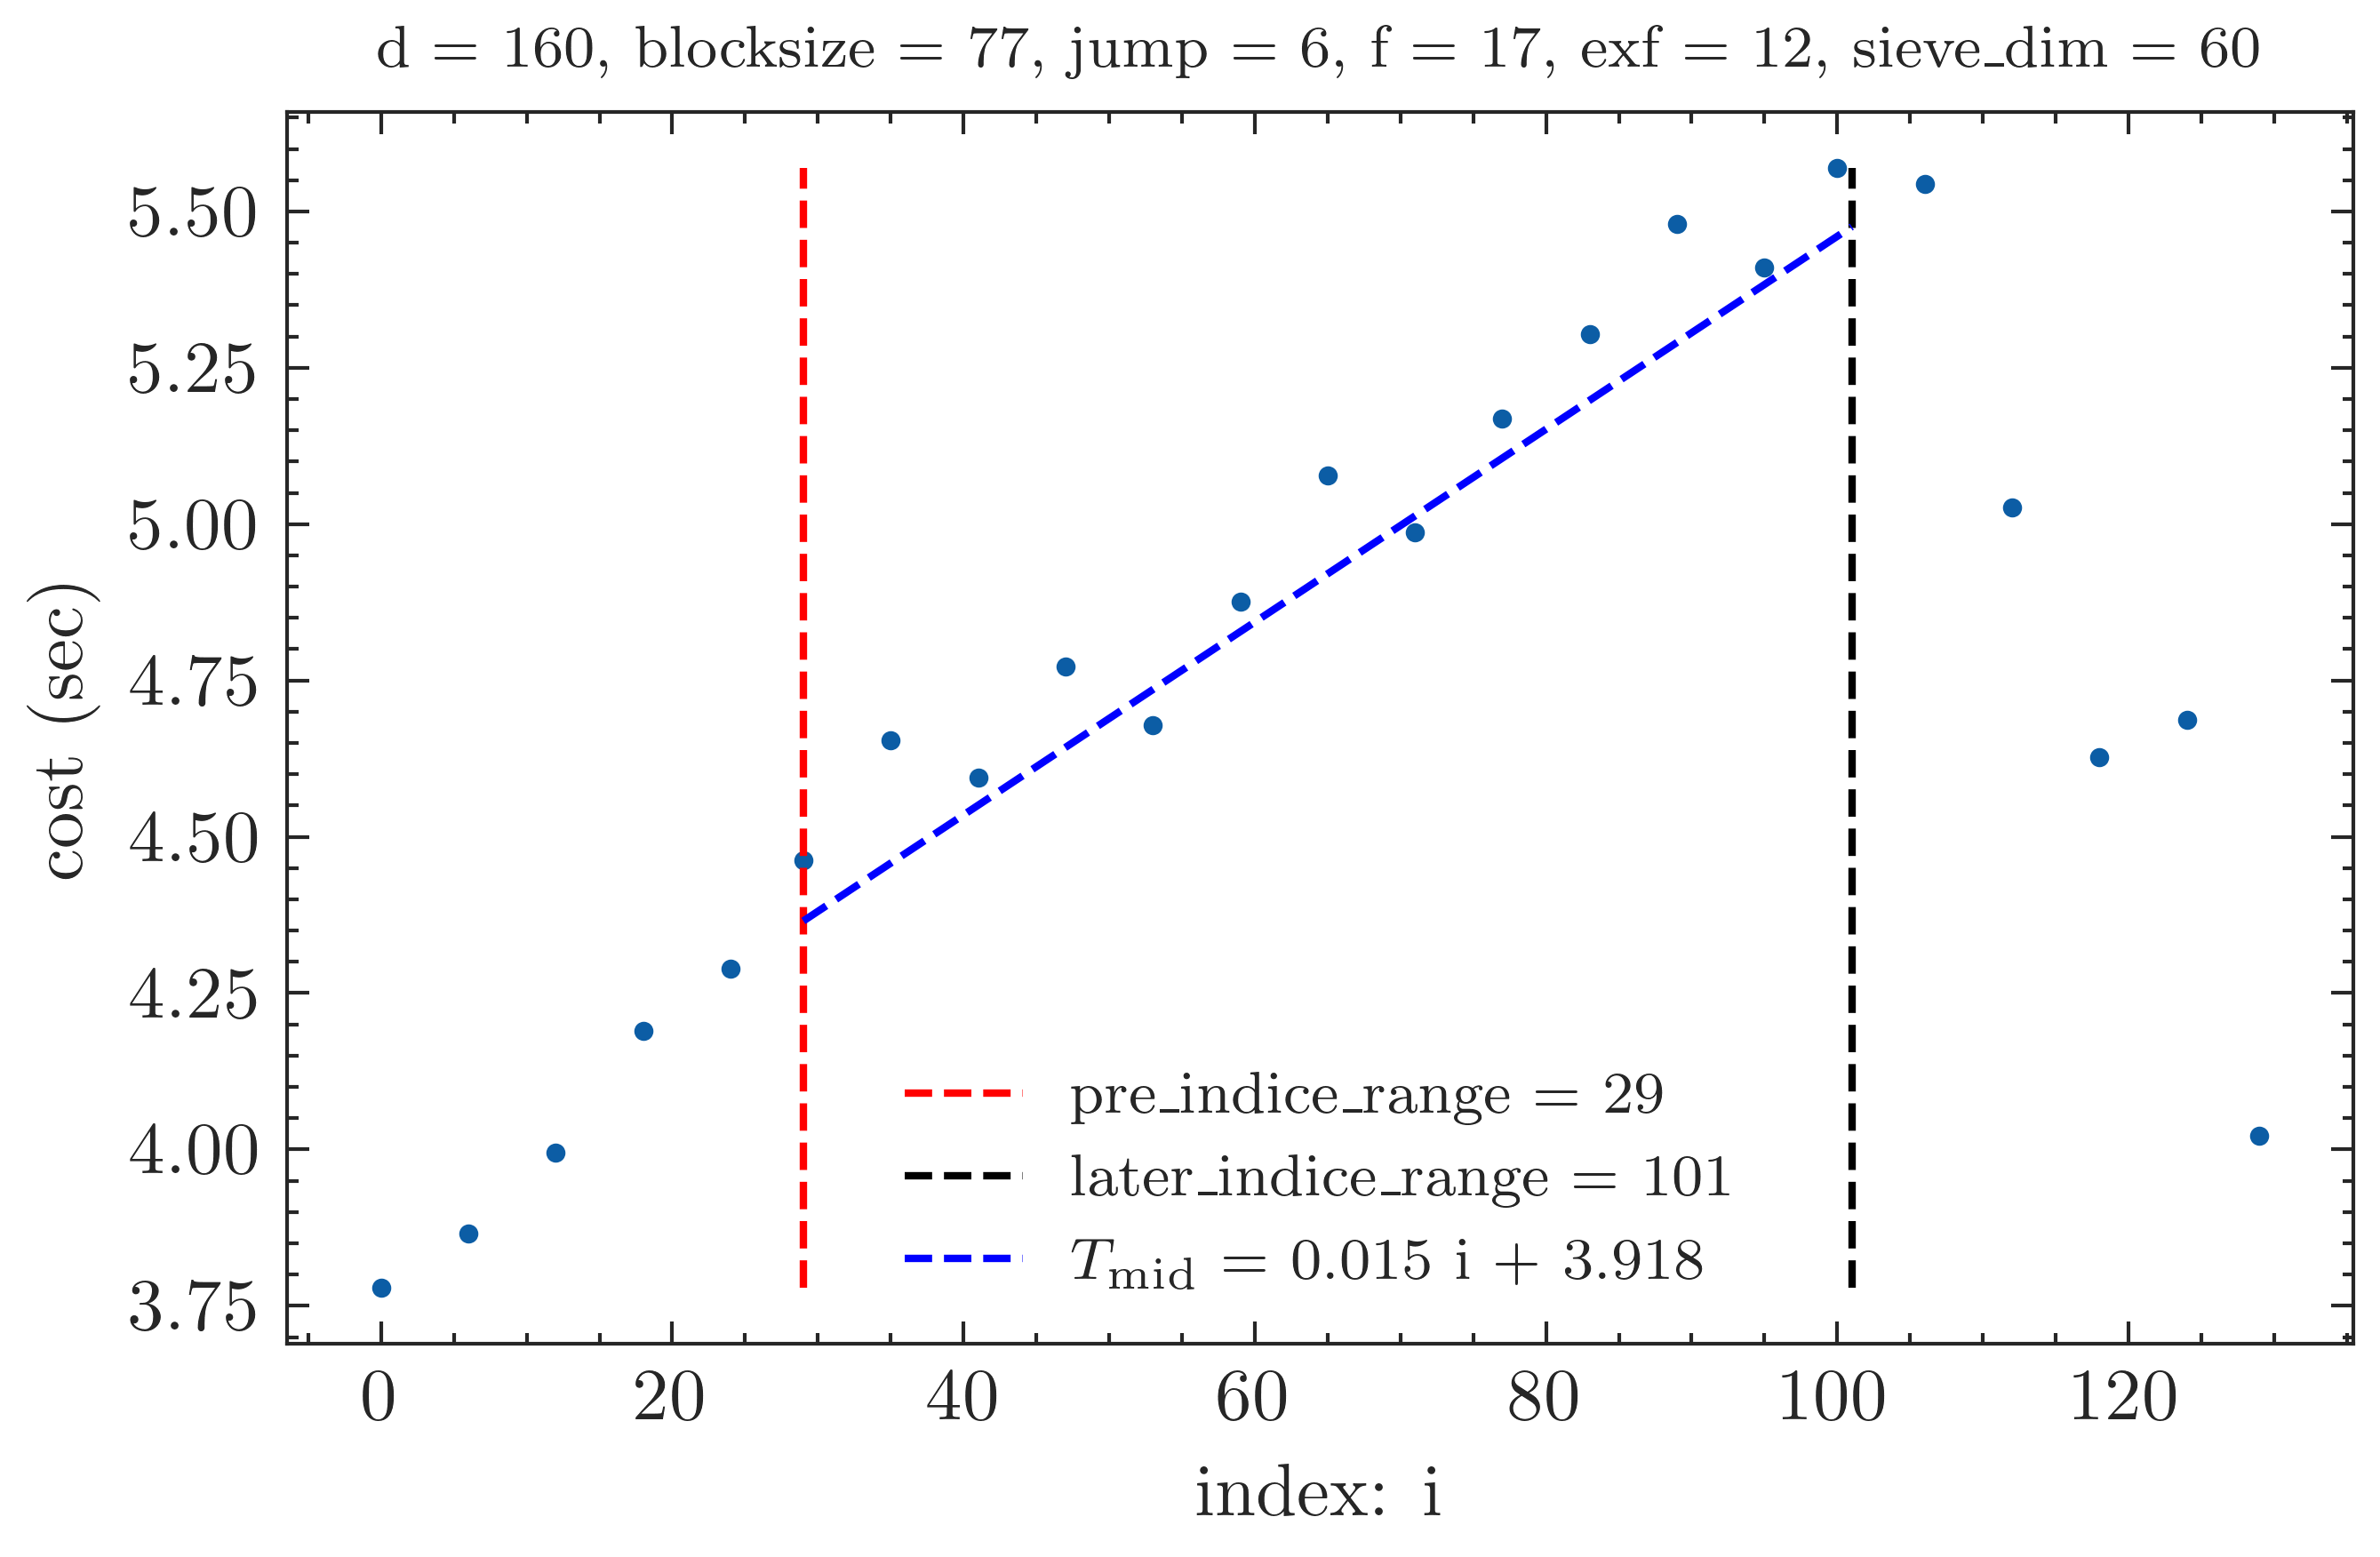 d = 160, blocksize = 77, jump = 6, f = 17, exf = 12, sieve_dim = 60
5.50
5.25
5.00
4.75
4.50
4.25
4.00
3.75
cost (sec)
pre_indice_range = 29
later_indice_range = 101
T_mid = 0.015 i + 3.918
0 20 40 60 80 100 120
index: i